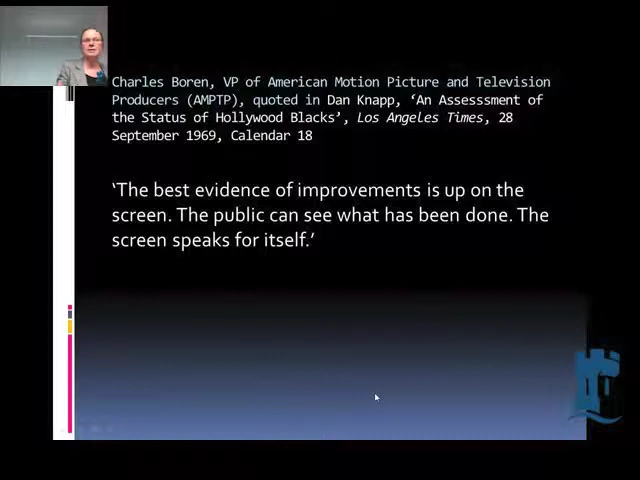 Charles Boren, VP of American Motion Picture and Television
Producers (AMPTP), quoted in Dan Knapp, ‘An Assesssment of
the Status of Hollywood Blacks’, Los Angeles Times, 28
September 1969, Calendar 18
‘The best evidence of improvements is up on the
screen. The public can see what has been done. The
screen speaks for itself.’